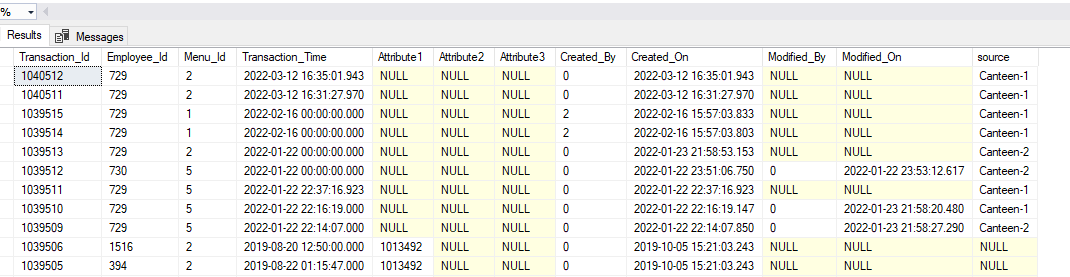 %
Results Messages
Transaction_Id Employee_Id Menu_Id Transaction_Time Attribute1 Attribute2 Attribute3 Created_By Created_On Modified_By Modified_On source
1040512 729 2 2022-03-12 16:35:01.943 NULL NULL NULL 0 2022-03-12 16:35:01.943 NULL NULL Canteen-1
1040511 729 2 2022-03-12 16:31:27.970 NULL NULL NULL 0 2022-03-12 16:31:27.970 NULL NULL Canteen-1
1039515 729 1 2022-02-16 00:00:00.000 NULL NULL NULL 2 2022-02-16 15:57:03.833 NULL NULL Canteen-1
1039514 729 1 2022-02-16 00:00:00.000 NULL NULL NULL 2 2022-02-16 15:57:03.803 NULL NULL Canteen-1
1039513 729 2 2022-01-22 00:00:00.000 NULL NULL NULL 0 2022-01-23 21:58:53.153 NULL NULL Canteen-2
1039512 730 5 2022-01-22 00:00:00.000 NULL NULL NULL 0 2022-01-22 23:51:06.750 0 2022-01-22 23:53:12.617 Canteen-2
1039511 729 5 2022-01-22 22:37:16.923 NULL NULL NULL 0 2022-01-22 22:37:16.923 NULL NULL Canteen-1
1039510 729 5 2022-01-22 22:16:19.000 NULL NULL NULL 0 2022-01-22 22:16:19.147 0 2022-01-23 21:58:20.480 Canteen-1
1039509 729 5 2022-01-22 22:14:07.000 NULL NULL NULL 0 2022-01-22 22:14:07.850 0 2022-01-23 21:58:27.290 Canteen-2
1039506 1516 2 2019-08-20 12:50:00.000 1013492 NULL NULL 0 2019-10-05 15:21:03.243 NULL NULL NULL
1039505 394 2 2019-08-22 01:15:47.000 1013492 NULL NULL 0 2019-10-05 15:21:03.243 NULL NULL NULL